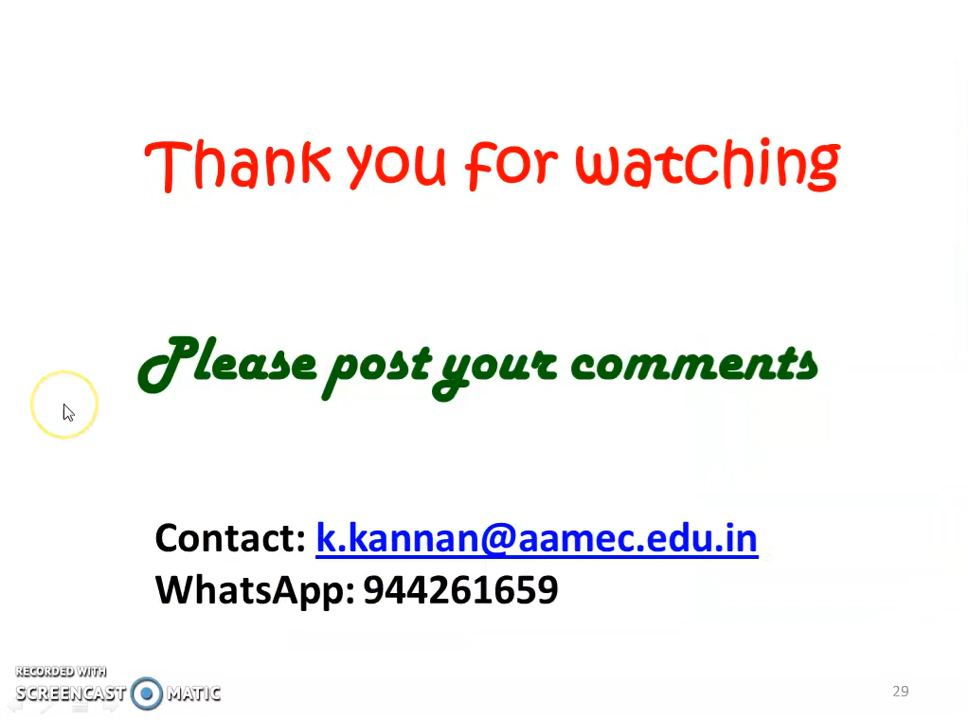 Thank you for watching
Please post your comments
Contact: k.kannan@aamec.edu.in
WhatsApp: 944261659
RECORDED WITH
SCREENCAST MATIC
29